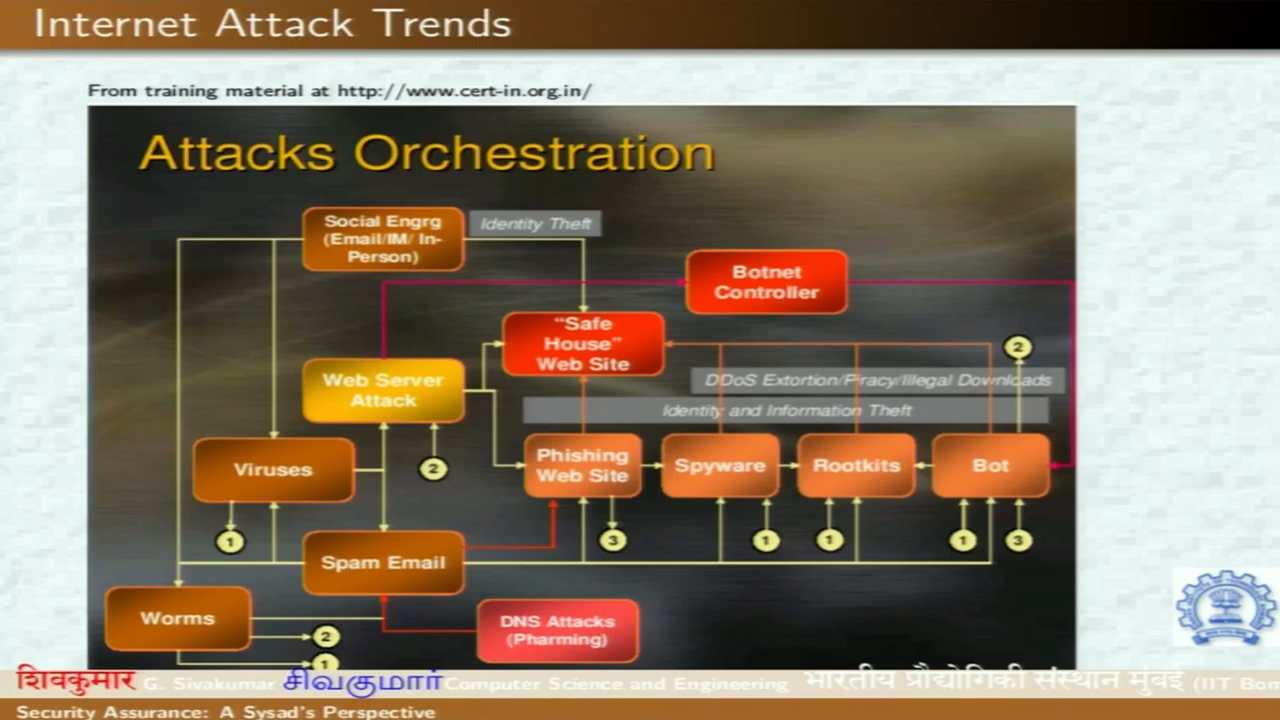 Internet Attack Trends
From training material at http://www.cert-in.org.in/
Attacks Orchestration
Social Engrg
(Email/IM/ In-
Person)
Identity Theft
Botnet
Controller
"Safe
House"
Web Site
2
Web Server
Attack
DDoS Extortion/Piracy/Illegal Downloads
Identity and Information Theft
Viruses
2
Phishing
Web Site
Spyware
Rootkits
Bot
1
3
1
1
1
3
Spam Email
Worms
2
1
DNS Attacks
(Pharming)
शिवकुमार G. Sivakumar சிவகுமார் Computer Science and Engineering भारतीय प्रौद्योगिकी संस्थान मुंबई (IIT Bom
Security Assurance: A Sysad's Perspective